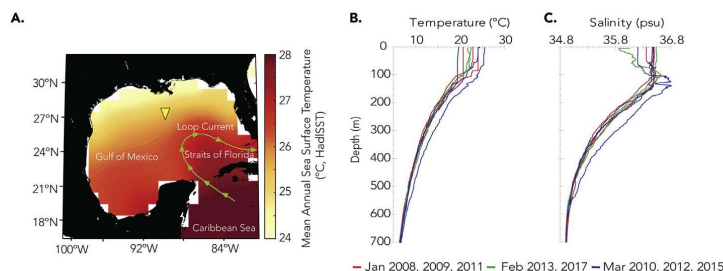 A.
B.
C.
Temperature (°C)
10 20 30
Salinity (psu)
34.8 35.8 36.8
30°N
27°N
24°N
21°N
18°N
100°W 92°W 84°W
Loop Current
Gulf of Mexico
Straits of Florida
Caribbean Sea
28
27
26
25
24
Mean Annual Sea Surface Temperature
(°C, HadISST)
0
100
200
300
400
500
600
700
Depth (m)
Jan 2008, 2009, 2011 Feb 2013, 2017 Mar 2010, 2012, 2015